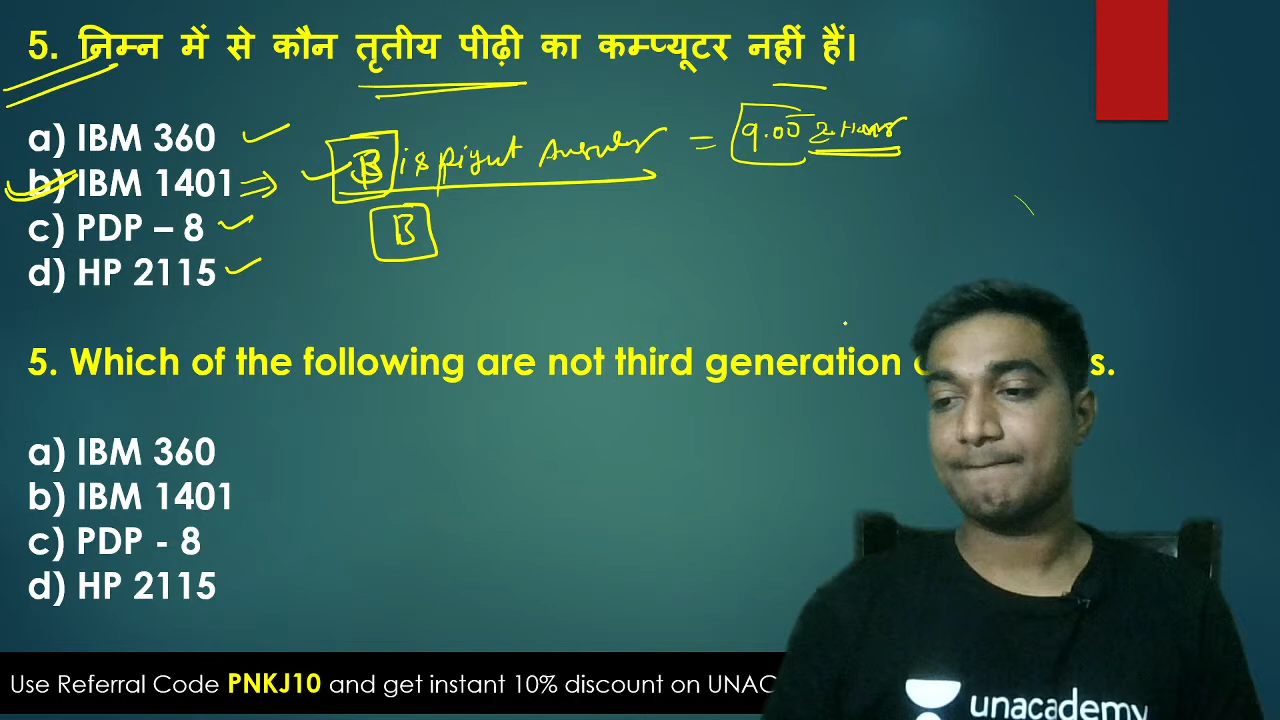 5. निम्न में से कौन तृतीय पीढ़ी का कम्प्यूटर नहीं हैं।
a) IBM 360
b) IBM 1401 ⇒ B is Right Answer = 9.00
c) PDP – 8
B
d) HP 2115
5. Which of the following are not third generation
s.
a) IBM 360
b) IBM 1401
c) PDP - 8
d) HP 2115
Use Referral Code PNKJ10 and get instant 10% discount on UNAC
unacademy